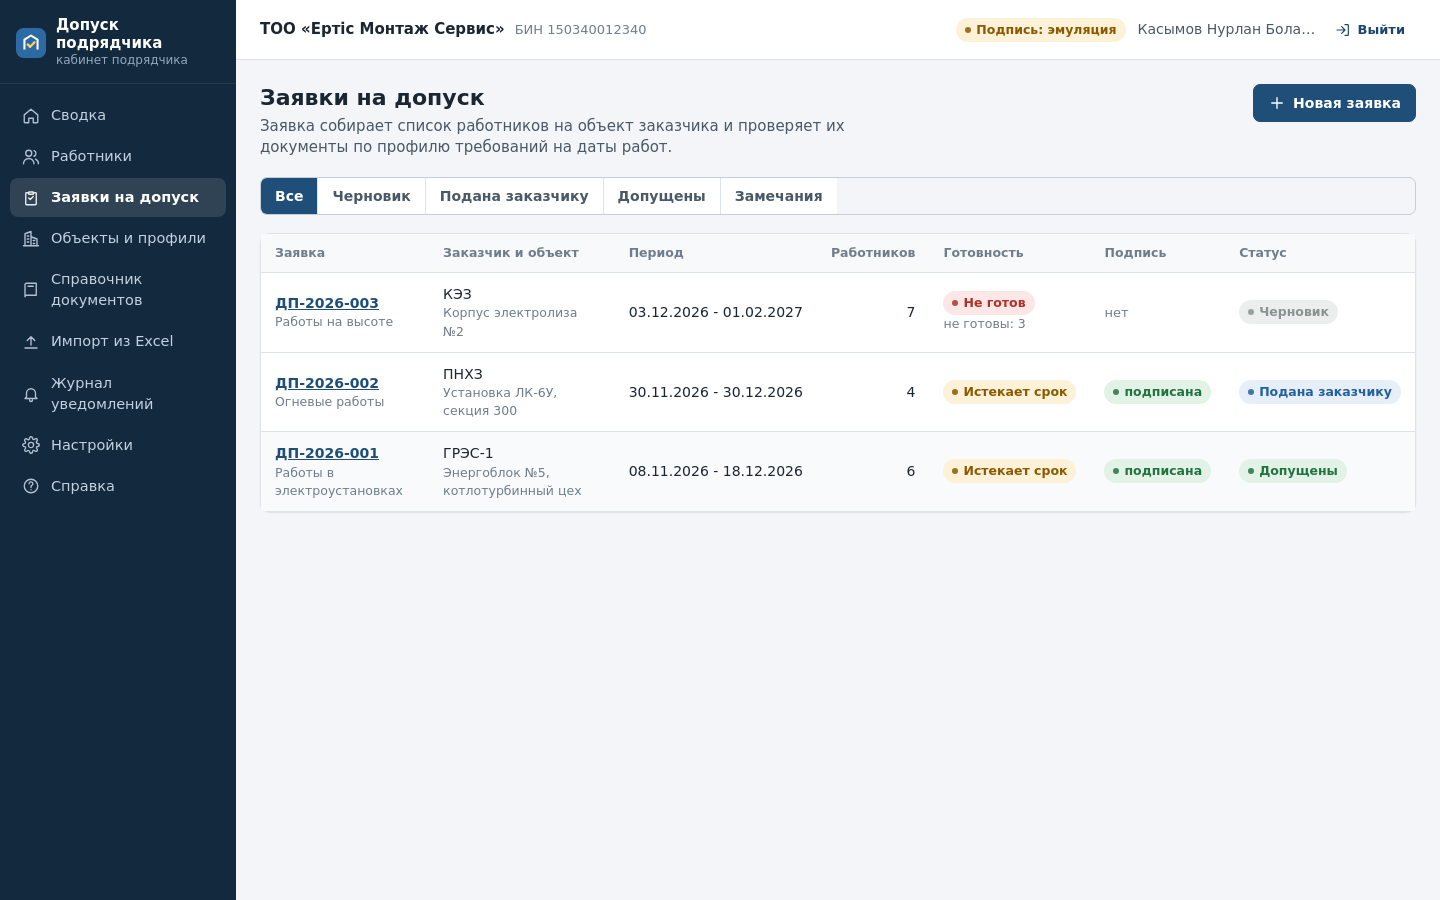 Допуск
подрядчика
кабинет подрядчика
Сводка
Работники
Заявки на допуск
Объекты и профили
Справочник
документов
Импорт из Excel
Журнал
уведомлений
Настройки
Справка
ТОО «Ертіс Монтаж Сервис» БИН 150340012340
Подпись: эмуляция
Касымов Нурлан Бола...
Выйти
Заявки на допуск
Заявка собирает список работников на объект заказчика и проверяет их
документы по профилю требований на даты работ.
Новая заявка
Все Черновик Подана заказчику Допущены Замечания
Заявка Заказчик и объект Период Работников Готовность Подпись Статус
ДП-2026-003
Работы на высоте
КЭЗ
Корпус электролиза
№2
03.12.2026 - 01.02.2027
7
Не готов
не готовы: 3
нет
Черновик
ДП-2026-002
Огневые работы
ПНХЗ
Установка ЛК-6У,
секция 300
30.11.2026 - 30.12.2026
4
Истекает срок
подписана
Подана заказчику
ДП-2026-001
Работы в
электроустановках
ГРЭС-1
Энергоблок №5,
котлотурбинный цех
08.11.2026 - 18.12.2026
6
Истекает срок
подписана
Допущены